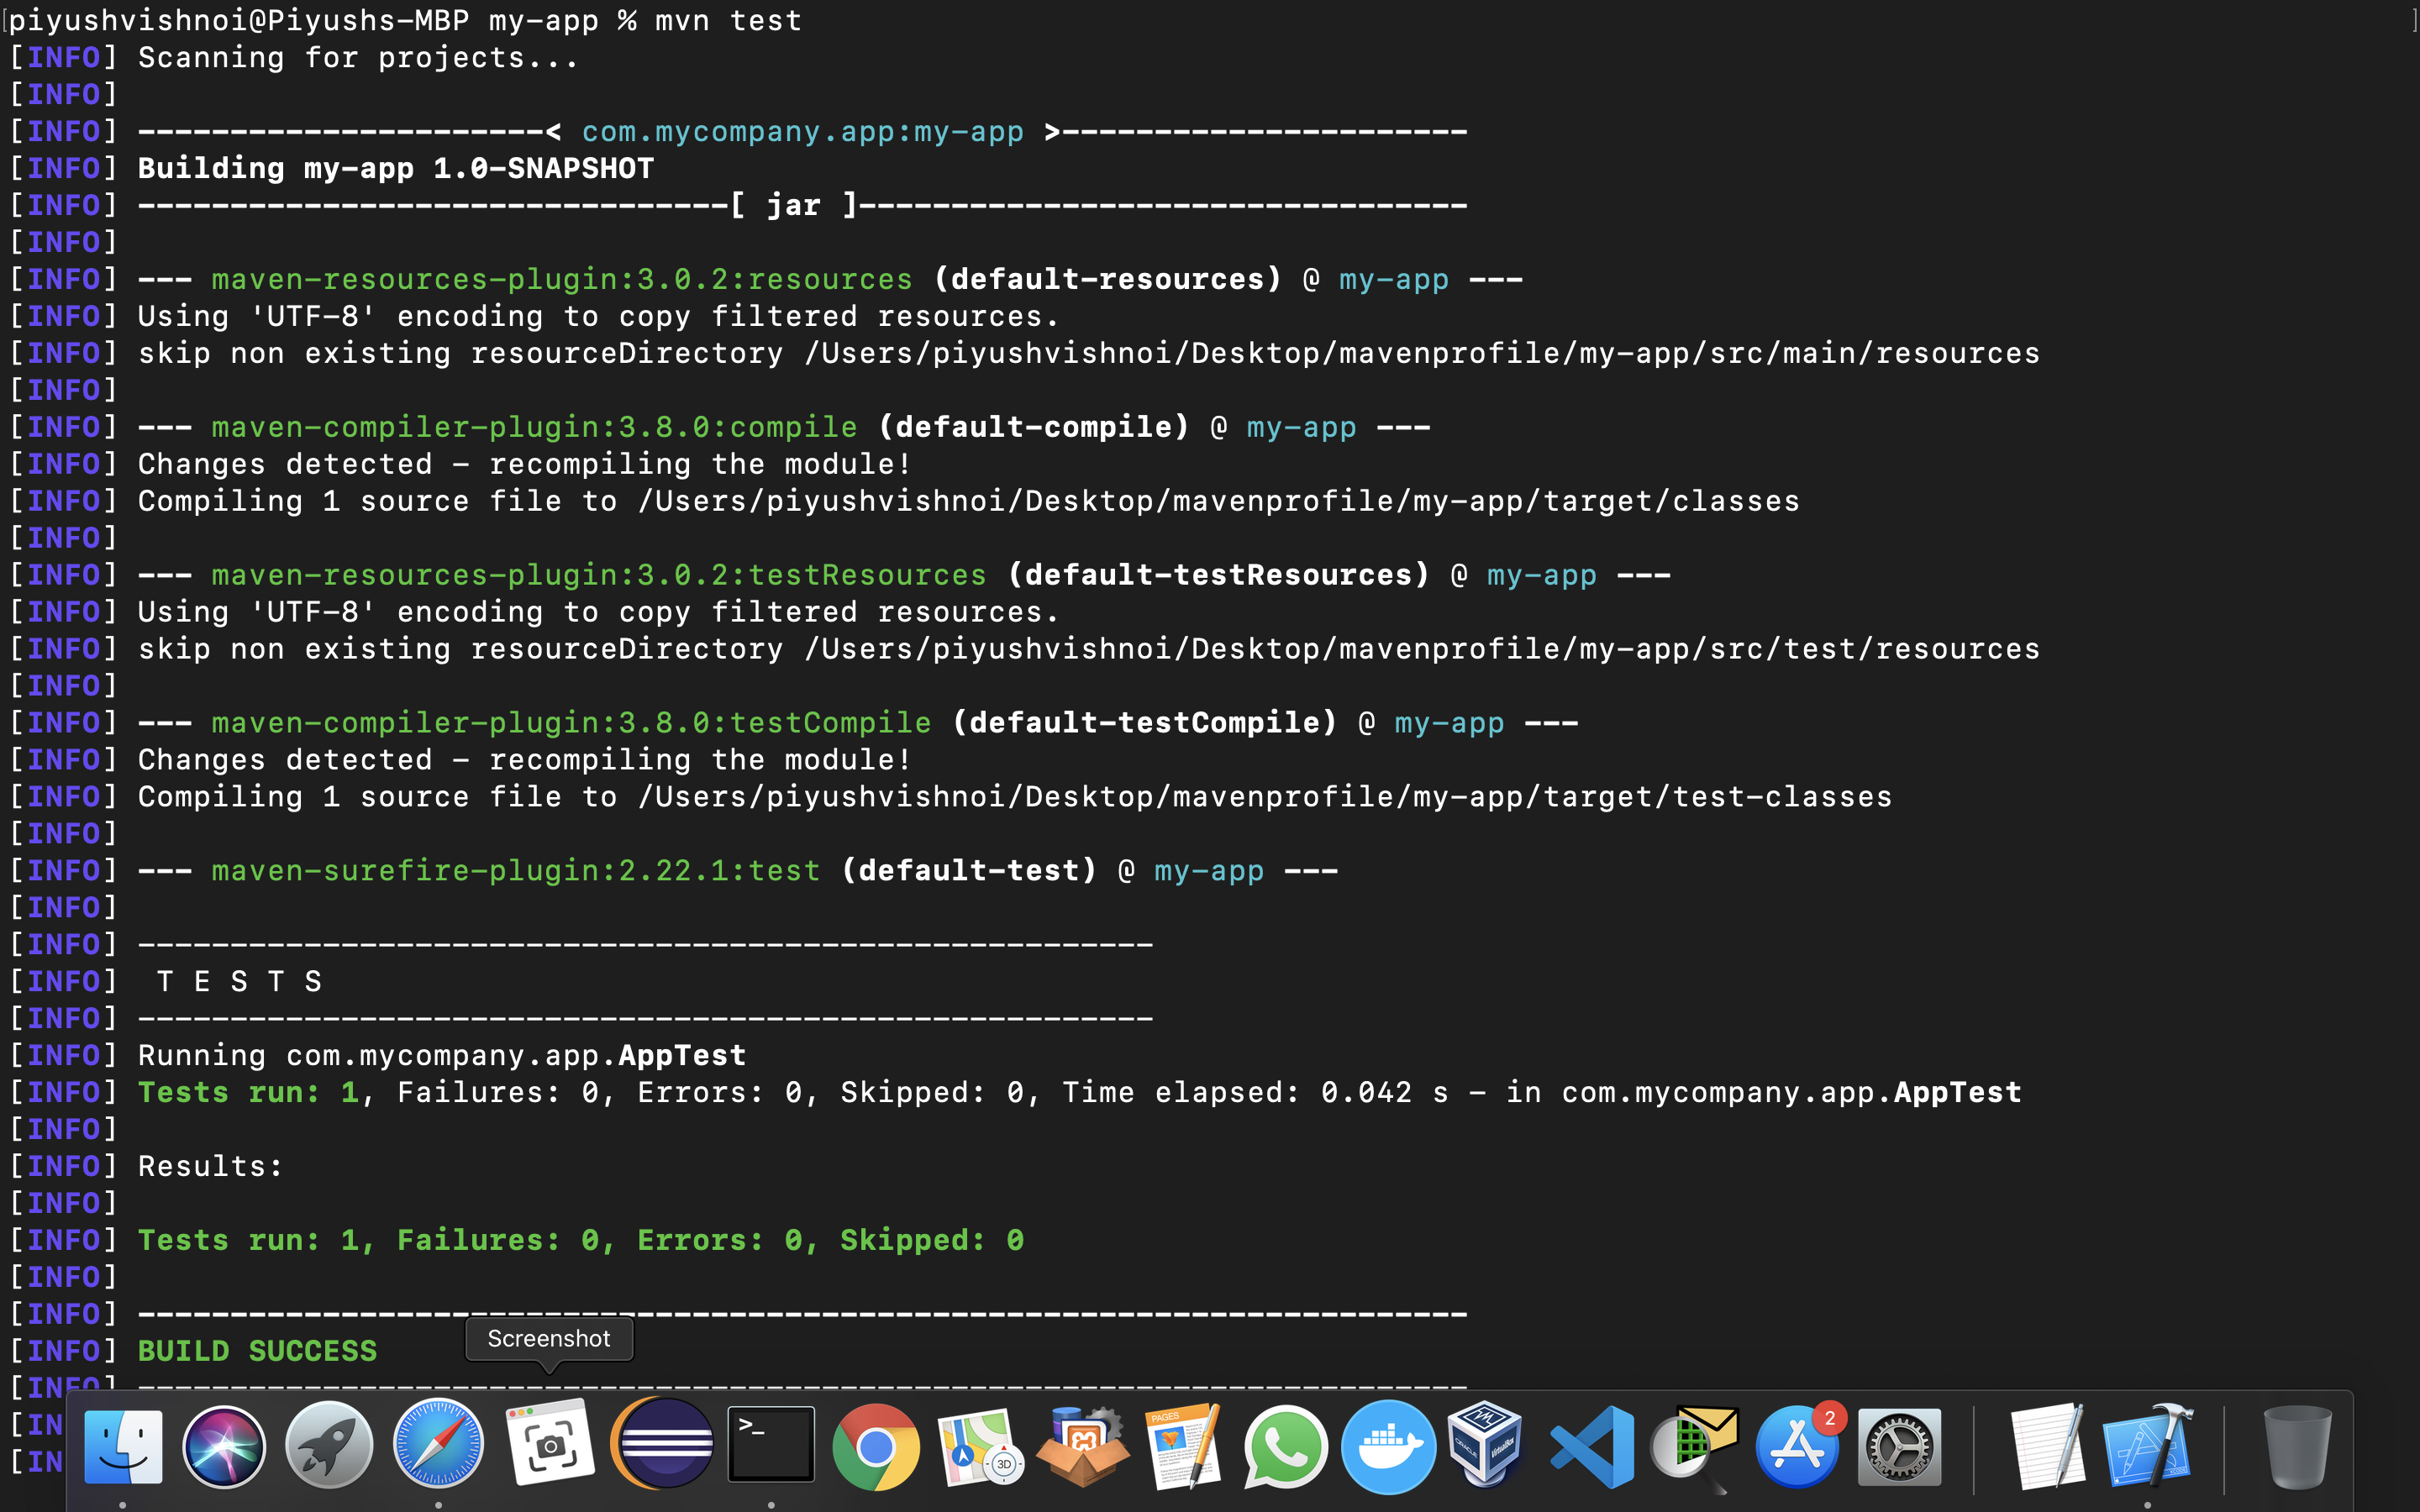 [piyushvishnoi@Piyushs-MBP my-app % mvn test ]
[INFO] Scanning for projects...
[INFO]
[INFO] ----------------------< com.mycompany.app:my-app >----------------------
[INFO] Building my-app 1.0-SNAPSHOT
[INFO] --------------------------------[ jar ]---------------------------------
[INFO]
[INFO] --- maven-resources-plugin:3.0.2:resources (default-resources) @ my-app ---
[INFO] Using 'UTF-8' encoding to copy filtered resources.
[INFO] skip non existing resourceDirectory /Users/piyushvishnoi/Desktop/mavenprofile/my-app/src/main/resources
[INFO]
[INFO] --- maven-compiler-plugin:3.8.0:compile (default-compile) @ my-app ---
[INFO] Changes detected - recompiling the module!
[INFO] Compiling 1 source file to /Users/piyushvishnoi/Desktop/mavenprofile/my-app/target/classes
[INFO]
[INFO] --- maven-resources-plugin:3.0.2:testResources (default-testResources) @ my-app ---
[INFO] Using 'UTF-8' encoding to copy filtered resources.
[INFO] skip non existing resourceDirectory /Users/piyushvishnoi/Desktop/mavenprofile/my-app/src/test/resources
[INFO]
[INFO] --- maven-compiler-plugin:3.8.0:testCompile (default-testCompile) @ my-app ---
[INFO] Changes detected - recompiling the module!
[INFO] Compiling 1 source file to /Users/piyushvishnoi/Desktop/mavenprofile/my-app/target/test-classes
[INFO]
[INFO] --- maven-surefire-plugin:2.22.1:test (default-test) @ my-app ---
[INFO]
[INFO] -------------------------------------------------------
[INFO]  T E S T S
[INFO] -------------------------------------------------------
[INFO] Running com.mycompany.app.AppTest
[INFO] Tests run: 1, Failures: 0, Errors: 0, Skipped: 0, Time elapsed: 0.042 s - in com.mycompany.app.AppTest
[INFO]
[INFO] Results:
[INFO]
[INFO] Tests run: 1, Failures: 0, Errors: 0, Skipped: 0
[INFO]
[INFO] ------------------------------------------------------------------------
[INFO] BUILD SUCCESS
Screenshot
[INFO] ------------------------------------------------------------------------
[IN
[IN
>_
3D
PAGES
VirtualBox
2